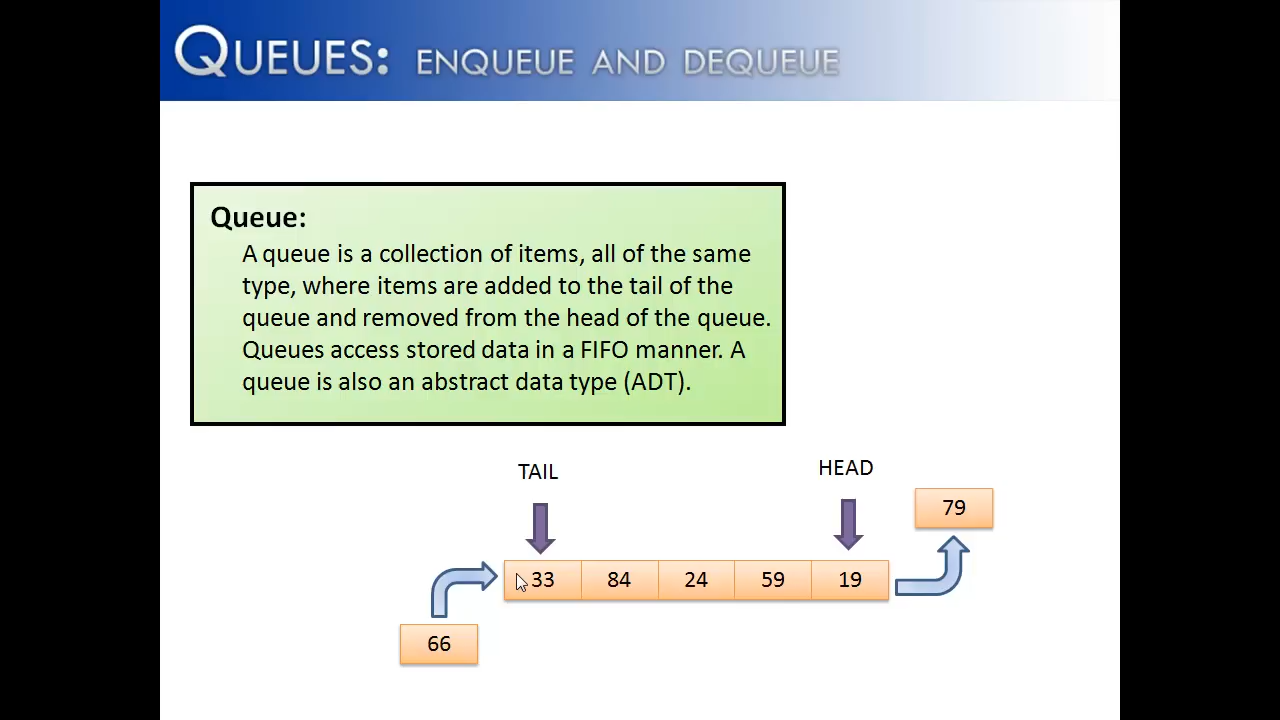 QUEUES: ENQUEUE AND DEQUEUE
Queue:
A queue is a collection of items, all of the same
type, where items are added to the tail of the
queue and removed from the head of the queue.
Queues access stored data in a FIFO manner. A
queue is also an abstract data type (ADT).
TAIL
HEAD
79
33 84 24 59 19
66